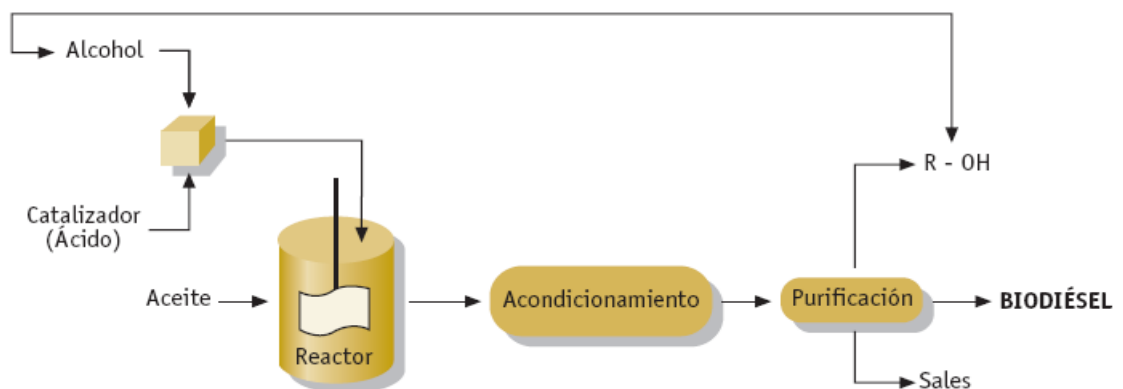 Alcohol
R - OH
Catalizador
(Ácido)
Aceite
Reactor
Acondicionamiento
Purificación
BIODIÉSEL
Sales